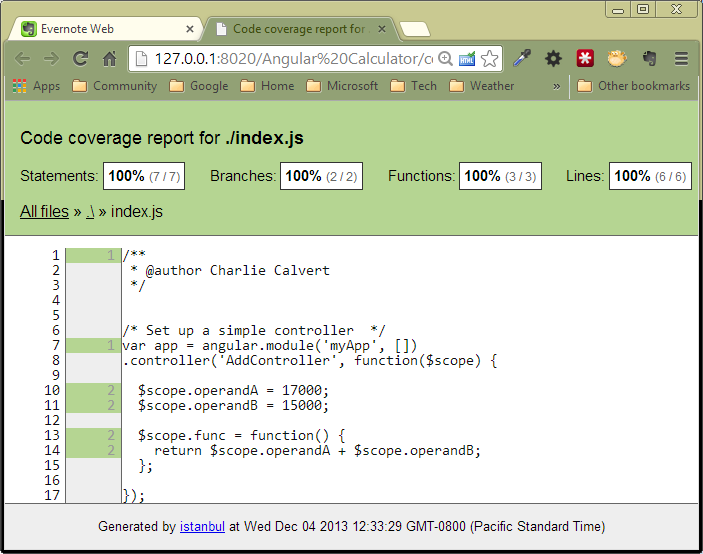 Evernote Web
Code coverage report for
127.0.0.1:8020/Angular%20Calculator/co
Apps Community Google Home Microsoft Tech Weather » Other bookmarks
Code coverage report for ./index.js
Statements: 100% (7 / 7) Branches: 100% (2 / 2) Functions: 100% (3 / 3) Lines: 100% (6 / 6)
All files » .\ » index.js
1 1 /**
2 * @author Charlie Calvert
3 */
4
5
6 /* Set up a simple controller  */
7 1 var app = angular.module('myApp', [])
8 .controller('AddController', function($scope) {
9
10 2 $scope.operandA = 17000;
11 2 $scope.operandB = 15000;
12
13 2 $scope.func = function() {
14 2 return $scope.operandA + $scope.operandB;
15 };
16
17 });
Generated by istanbul at Wed Dec 04 2013 12:33:29 GMT-0800 (Pacific Standard Time)